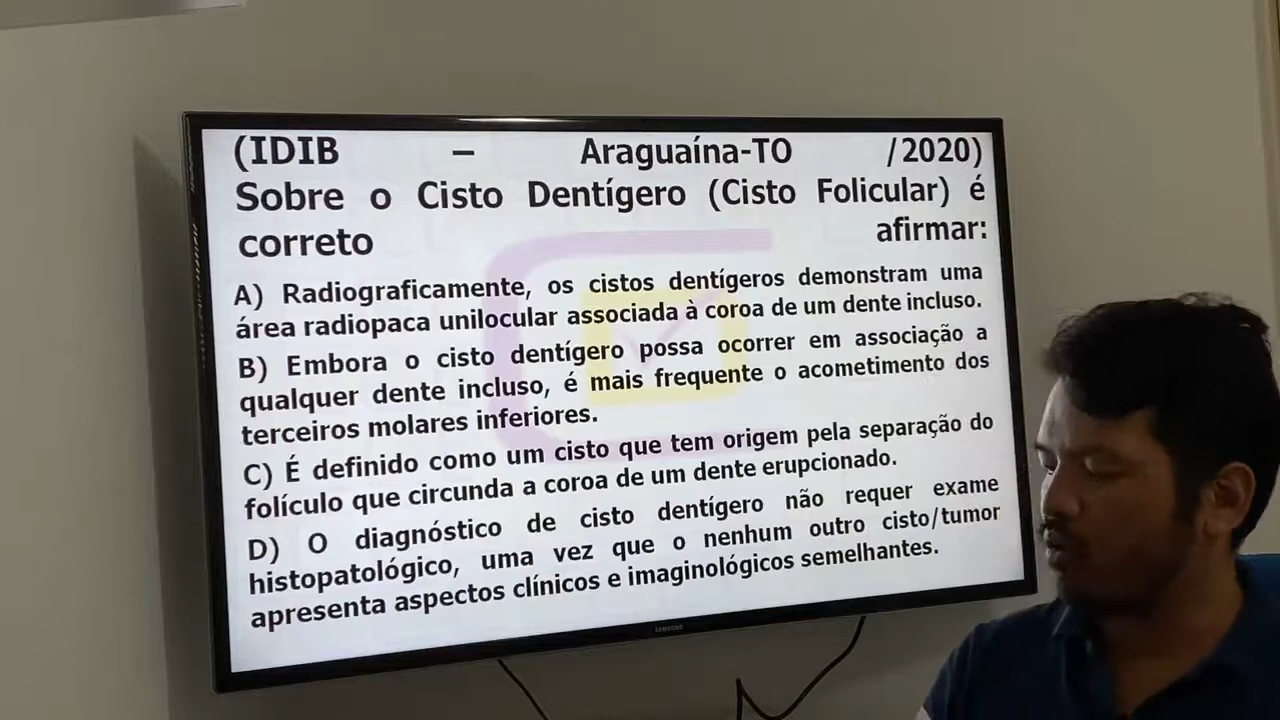 (IDIB – Araguaína-TO /2020)
Sobre o Cisto Dentígero (Cisto Folicular) é
correto afirmar:
A) Radiograficamente, os cistos dentígeros demonstram uma
área radiopaca unilocular associada à coroa de um dente incluso.
B) Embora o cisto dentígero possa ocorrer em associação a
qualquer dente incluso, é mais frequente o acometimento dos
terceiros molares inferiores.
C) É definido como um cisto que tem origem pela separação do
folículo que circunda a coroa de um dente erupcionado.
D) O diagnóstico de cisto dentígero não requer exame
histopatológico, uma vez que o nenhum outro cisto/tumor
apresenta aspectos clínicos e imaginológicos semelhantes.
SAMSUNG